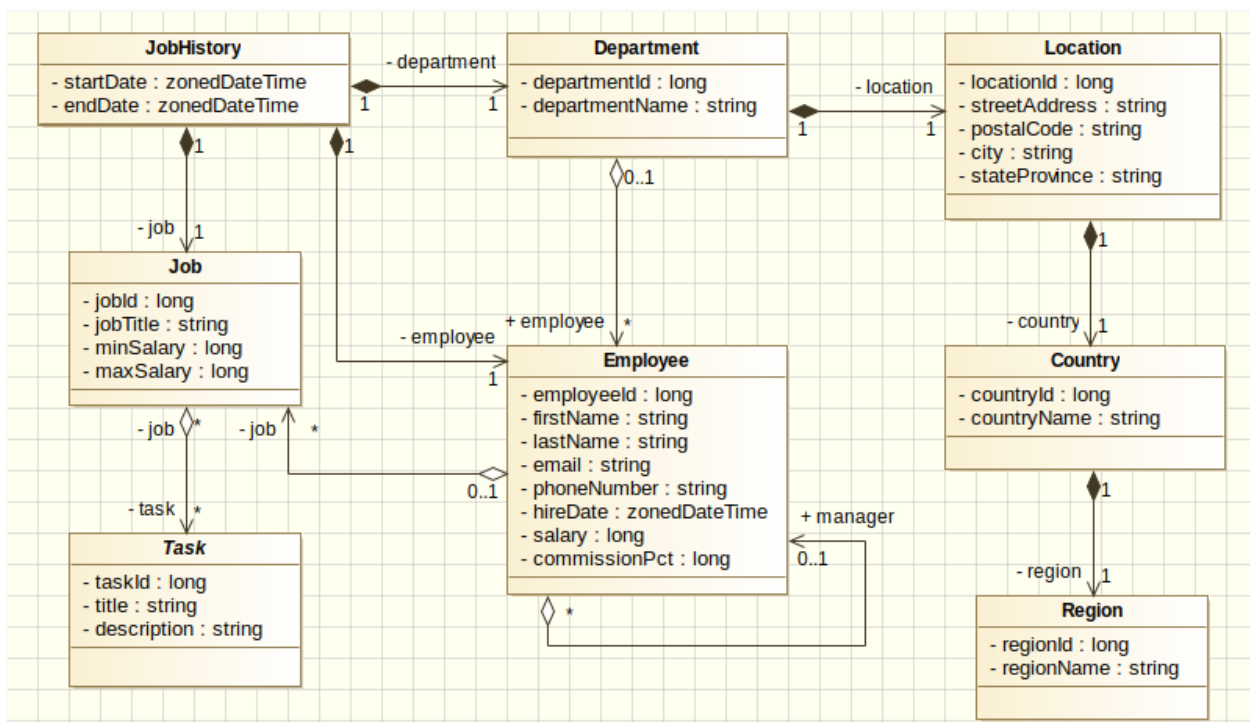 JobHistory
- startDate : zonedDateTime
- endDate : zonedDateTime
- department
1
1
Department
- departmentId : long
- departmentName : string
- location
1
1
Location
- locationId : long
- streetAddress : string
- postalCode : string
- city : string
- stateProvince : string
1
- job
1
1
- employee
1
0..1
+ employee
*
1
- country
1
Job
- jobId : long
- jobTitle : string
- minSalary : long
- maxSalary : long
Employee
- employeeId : long
- firstName : string
- lastName : string
- email : string
- phoneNumber : string
- hireDate : zonedDateTime
- salary : long
- commissionPct : long
Country
- countryId : long
- countryName : string
- job
*
- job
*
0..1
- task
*
+ manager
0..1
*
1
- region
1
Task
- taskId : long
- title : string
- description : string
Region
- regionId : long
- regionName : string